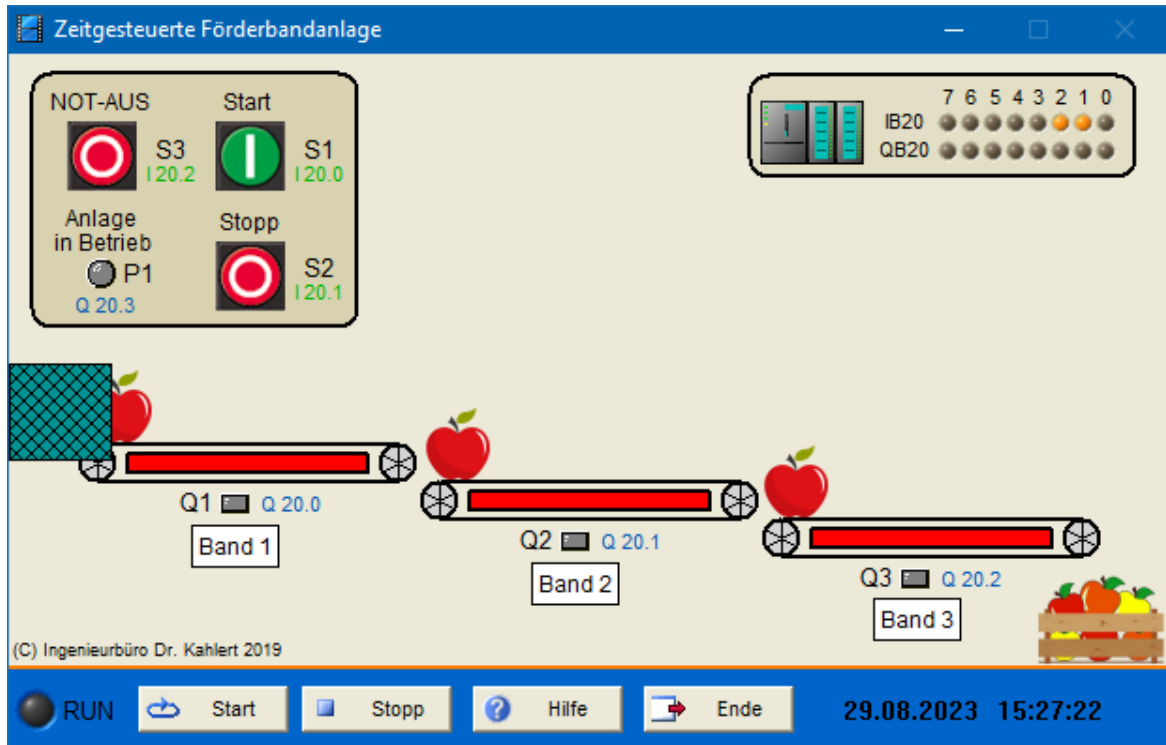 Zeitgesteuerte Förderbandanlage
NOT-AUS
Start
S3
I 20.2
S1
I 20.0
Anlage
in Betrieb
P1
Q 20.3
Stopp
S2
I 20.1
7 6 5 4 3 2 1 0
IB20
QB20
Q1 Q 20.0
Band 1
Q2 Q 20.1
Band 2
Q3 Q 20.2
Band 3
(C) Ingenieurbüro Dr. Kahlert 2019
RUN Start Stopp ? Hilfe Ende 29.08.2023 15:27:22